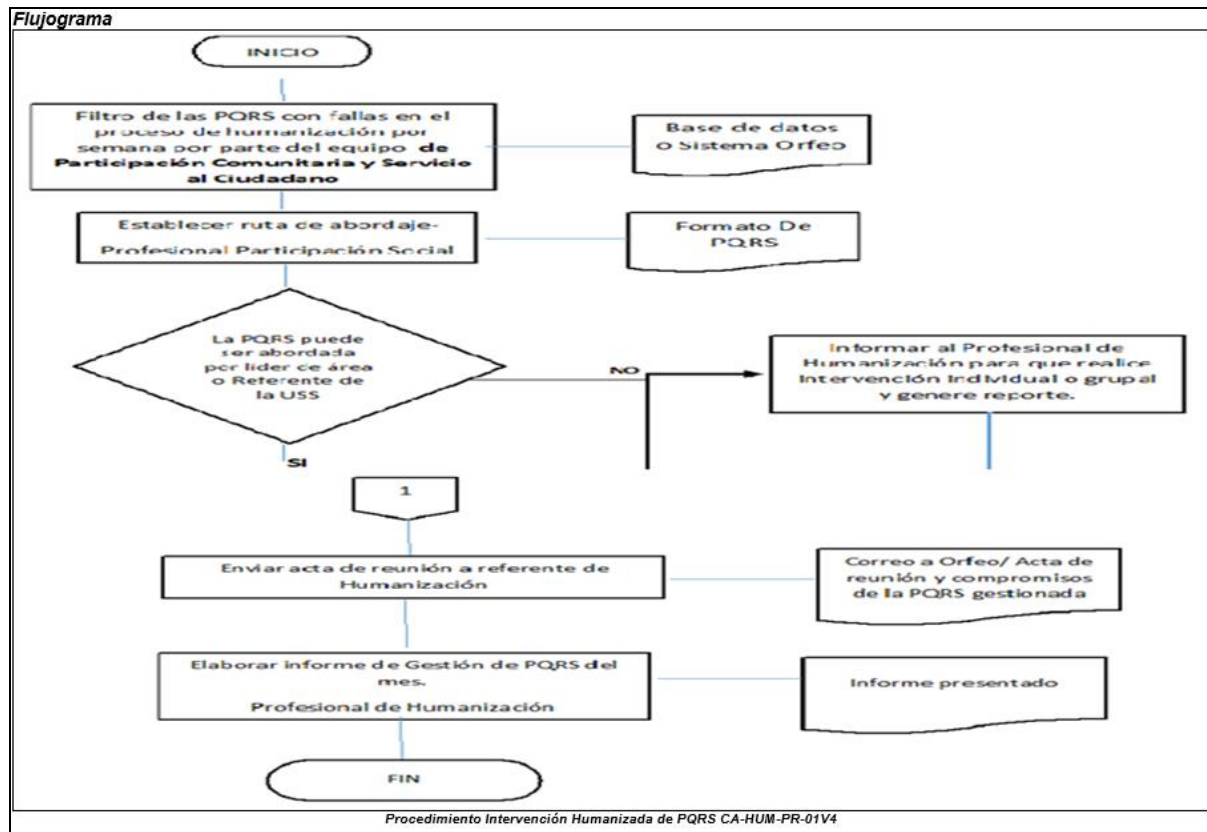 Flujograma
INICIO
Filtro de las PQRS con fallas en el
proceso de humanización por
semana por parte del equipo de
Participación Comunitaria y Servicio
al Ciudadano
Base de datos
o Sistema Orfeo
Establecer ruta de abordaje-
Profesional Participación Social
Formato De
PQRS
La PQRS puede
ser abordada
por líder de área
o Referente de
la USS
NO
Informar al Profesional de
Humanización para que realice
Intervención Individual o grupal
y genere reporte.
SI
1
Enviar acta de reunión a referente de
Humanización
Correo a Orfeo/ Acta de
reunión y compromisos
de la PQRS gestionada
Elaborar informe de Gestión de PQRS del
mes.
Profesional de Humanización
Informe presentado
FIN
Procedimiento Intervención Humanizada de PQRS CA-HUM-PR-01V4